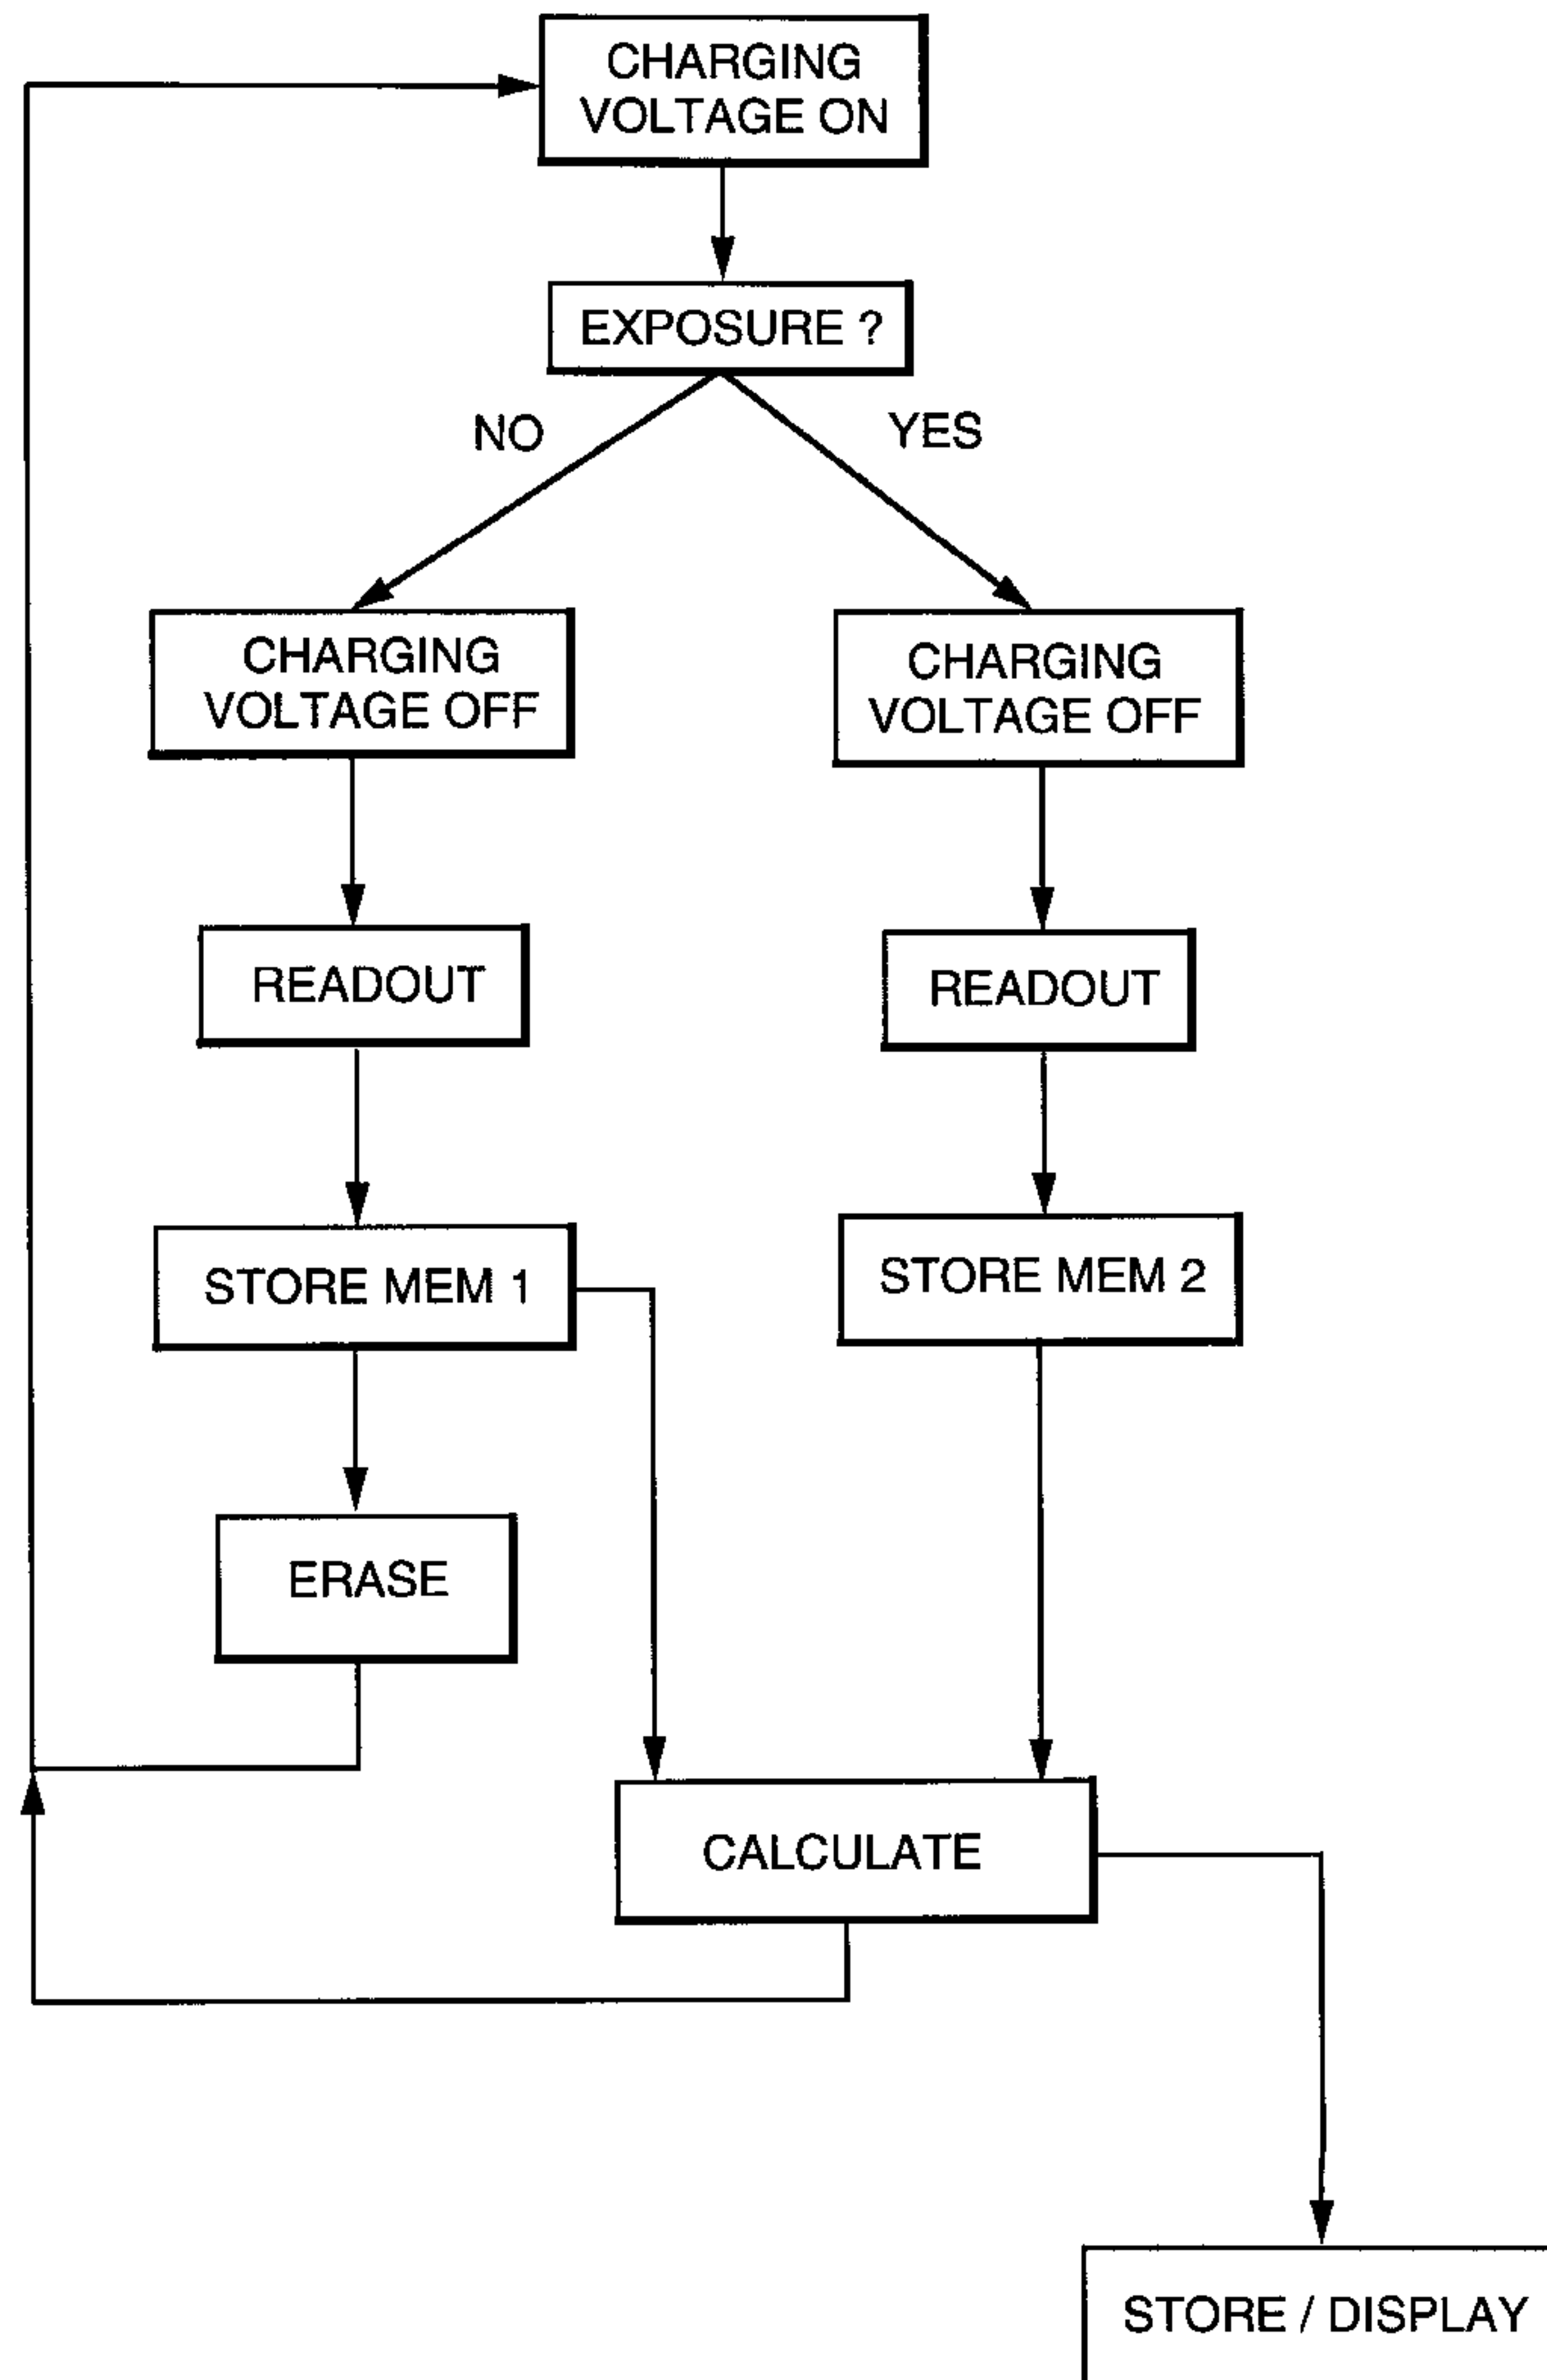 CHARGING
VOLTAGE ON
EXPOSURE ?
NO
YES
CHARGING
VOLTAGE OFF
CHARGING
VOLTAGE OFF
READOUT
READOUT
STORE MEM 1
STORE MEM 2
ERASE
CALCULATE
STORE / DISPLAY